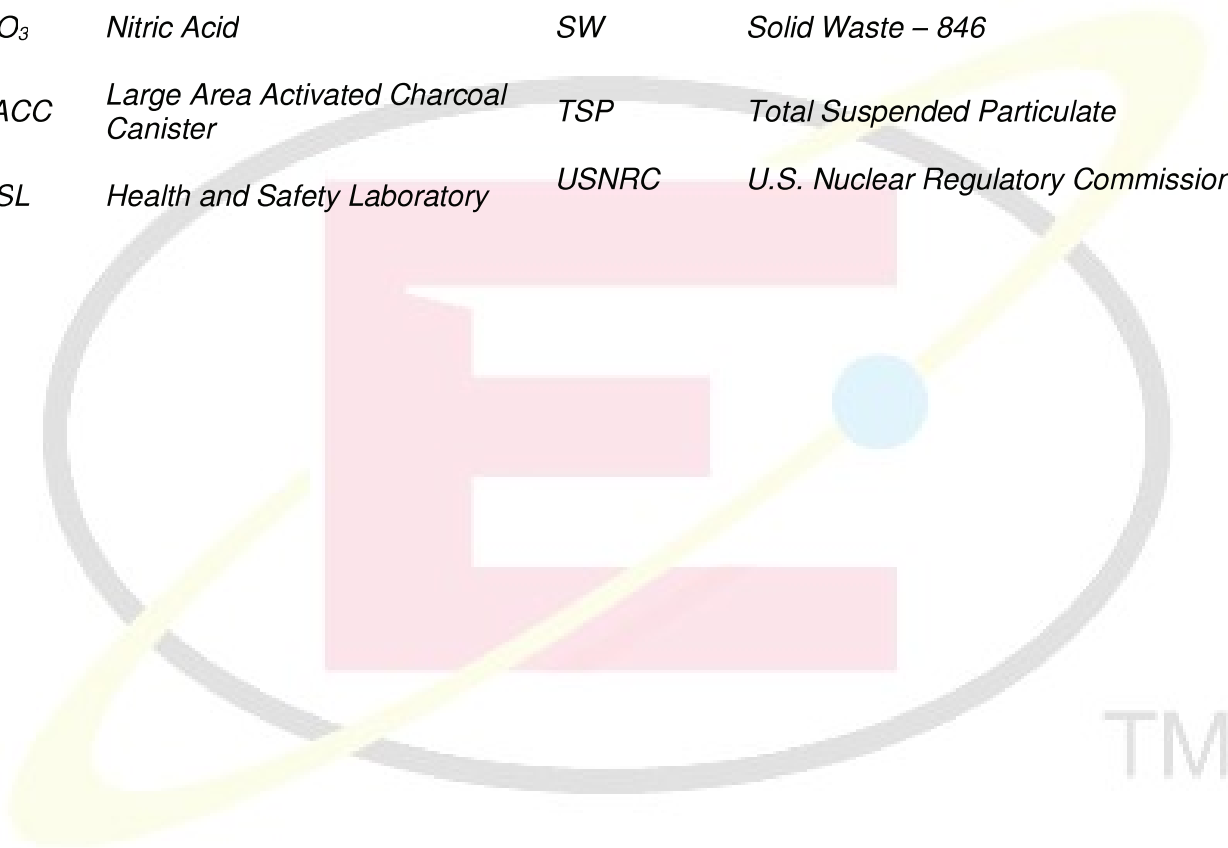 O₃ Nitric Acid SW Solid Waste – 846
ACC Large Area Activated Charcoal Canister TSP Total Suspended Particulate
SL Health and Safety Laboratory USNRC U.S. Nuclear Regulatory Commission
E
TM